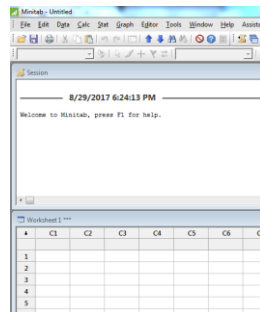 Minitab - Untitled
File Edit Data Calc Stat Graph Editor Tools Window Help Assista
Session
8/29/2017 6:24:13 PM
Welcome to Minitab, press F1 for help.
Worksheet 1 ***
C1 C2 C3 C4 C5 C6 C
1
2
3
4
5